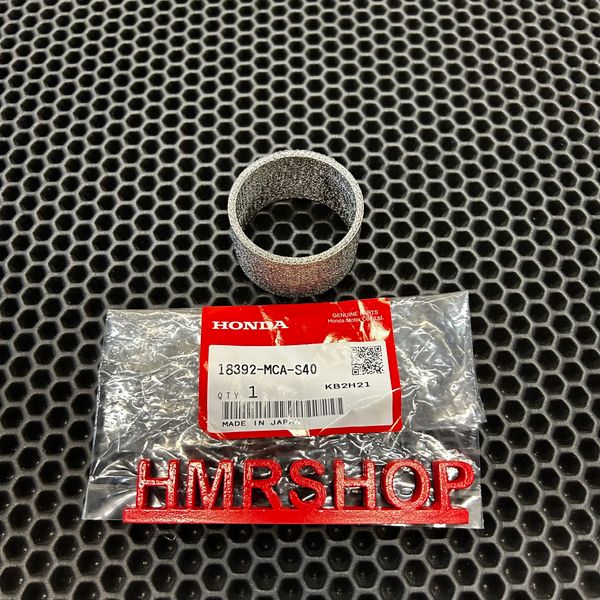 HONDA
GENUINE PARTS
Honda Motor Co., Ltd.
18392-MCA-S40
KB2H21
QTY 1
MADE IN JAPAN
HMRSHOP